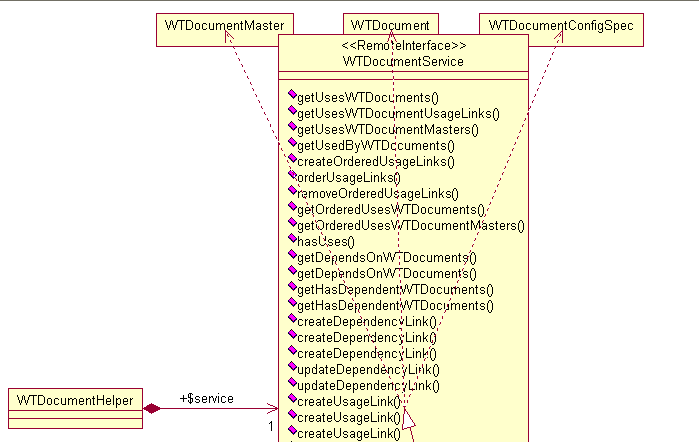 WTDocumentMaster
WTDocument
WTDocumentConfigSpec
<<RemoteInterface>>
WTDocumentService
getUsesWTDocuments()
getUsesWTDocumentUsageLinks()
getUsesWTDocumentMasters()
getUsedByWTDocuments()
createOrderedUsageLinks()
orderUsageLinks()
removeOrderedUsageLinks()
getOrderedUsesWTDocuments()
getOrderedUsesWTDocumentMasters()
hasUses()
getDependsOnWTDocuments()
getDependsOnWTDocuments()
getHasDependentWTDocuments()
getHasDependentWTDocuments()
createDependencyLink()
createDependencyLink()
createDependencyLink()
updateDependencyLink()
updateDependencyLink()
createUsageLink()
createUsageLink()
createUsageLink()
WTDocumentHelper
+$service
1